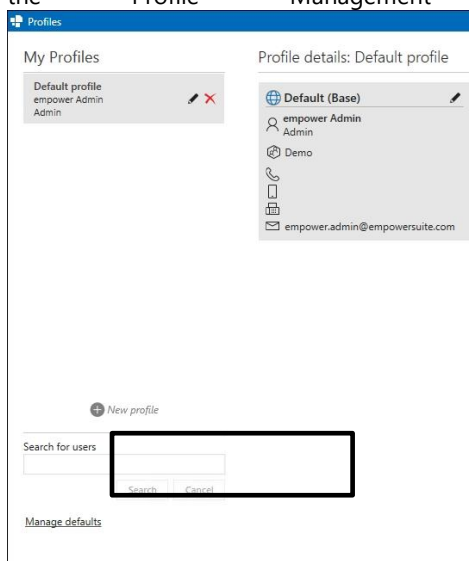 the Profile Management
Profiles
My Profiles
Default profile
empower Admin
Admin
New profile
Search for users
Search Cancel
Manage defaults
Profile details: Default profile
Default (Base)
empower Admin
Admin
Demo
empower.admin@empowersuite.com